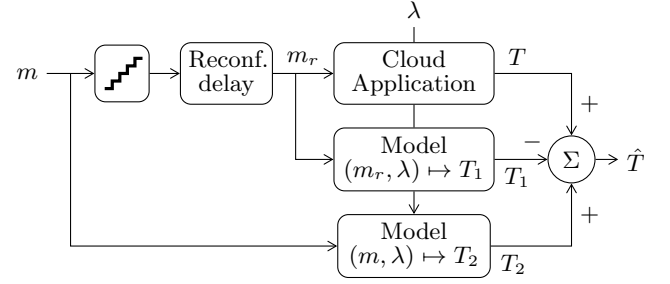 λ
m
Reconf.
delay
m_r
Cloud
Application
T
+
Model
(m_r, λ) ↦ T_1
−
T_1
Σ
T̂
Model
(m, λ) ↦ T_2
+
T_2